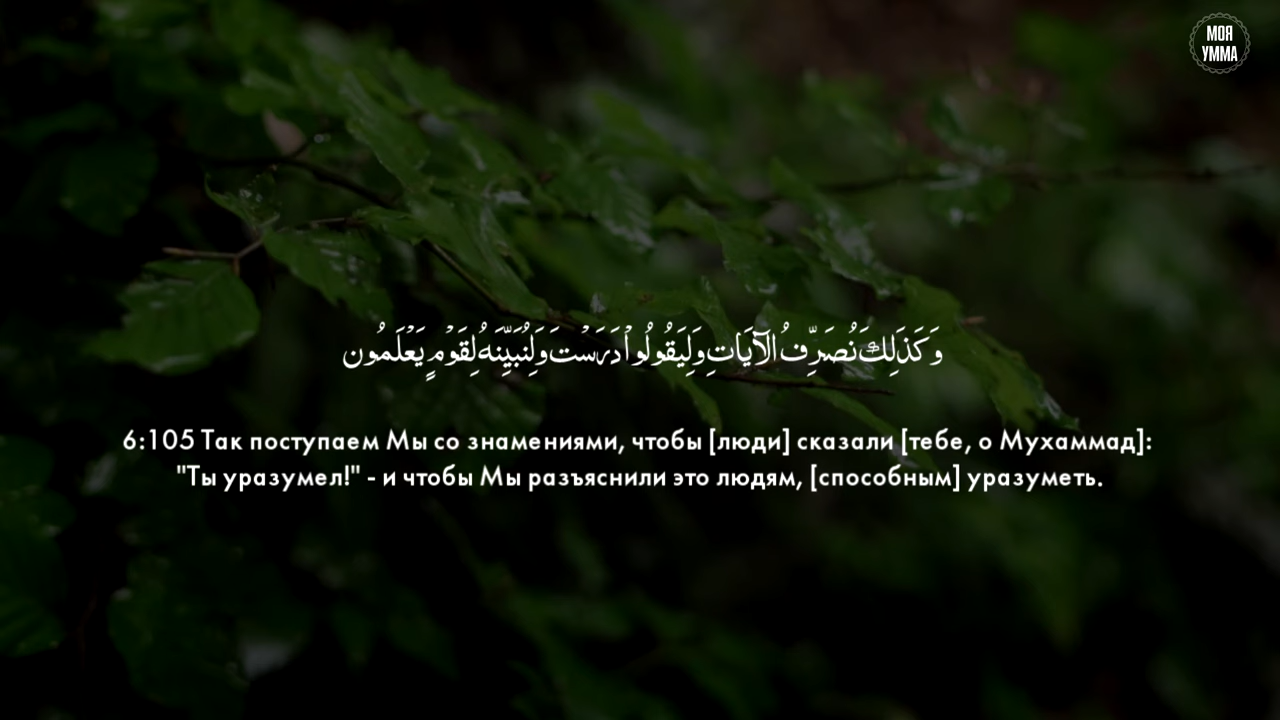 МОЯ
УММА
وَكَذَٰلِكَ نُصَرِّفُ الْآيَاتِ وَلِيَقُولُوا۟ دَرَسْتَ وَلِنُبَيِّنَهُ لِقَوْمٍ يَعْلَمُونَ
6:105 Так поступаем Мы со знамениями, чтобы [люди] сказали [тебе, о Мухаммад]:
"Ты уразумел!" - и чтобы Мы разъяснили это людям, [способным] уразуметь.